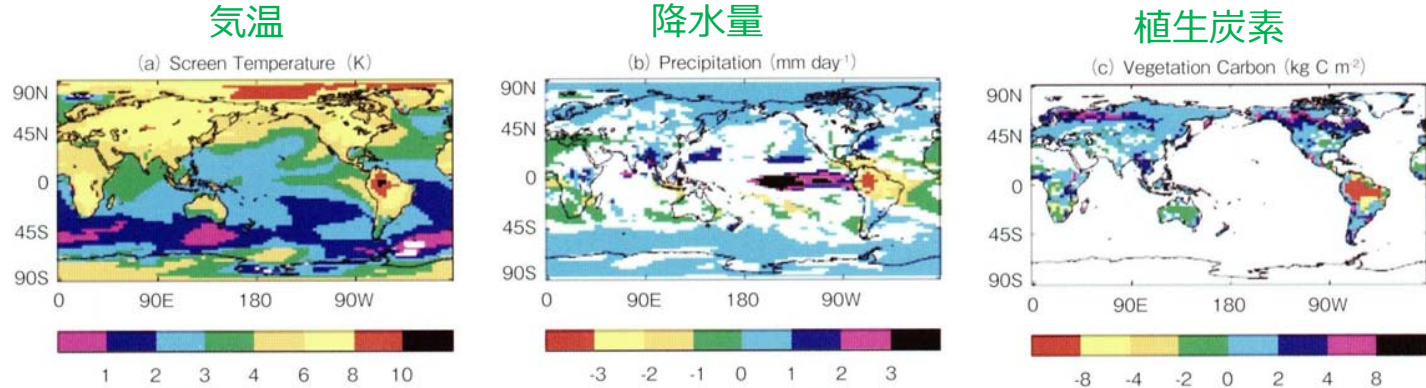 気温
(a) Screen Temperature (K)
90N
45N
0
45S
90S
0 90E 180 90W
1 2 3 4 6 8 10
降水量
(b) Precipitation (mm day-1)
90N
45N
0
45S
90S
0 90E 180 90W
-3 -2 -1 0 1 2 3
植生炭素
(c) Vegetation Carbon (kg C m-2)
90N
45N
0
45S
90S
0 90E 180 90W
-8 -4 -2 0 2 4 8